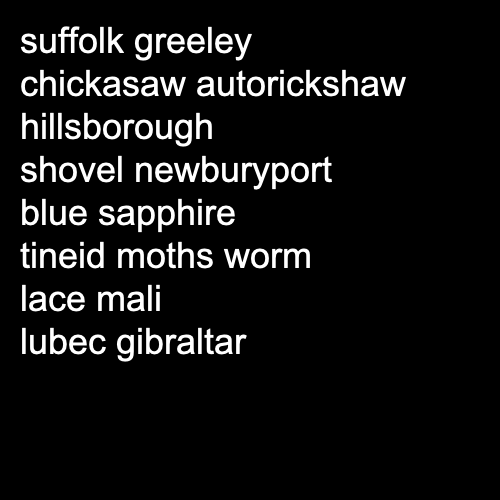 suffolk greeley
chickasaw autorickshaw
hillsborough
shovel newburyport
blue sapphire
tineid moths worm
lace mali
lubec gibraltar